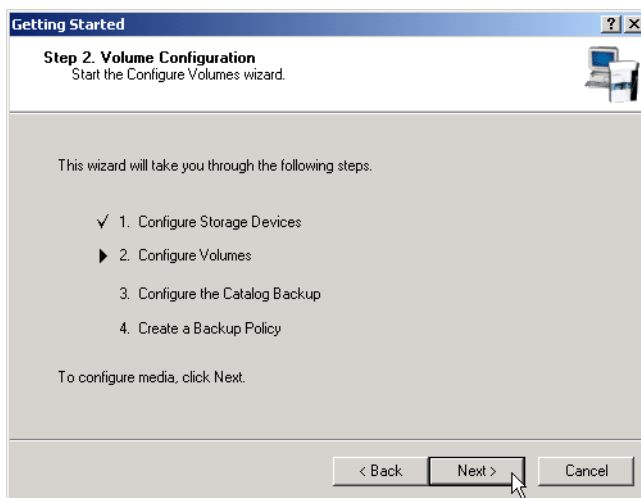 Getting Started
Step 2. Volume Configuration
Start the Configure Volumes wizard.
This wizard will take you through the following steps.
1. Configure Storage Devices
2. Configure Volumes
3. Configure the Catalog Backup
4. Create a Backup Policy
To configure media, click Next.
< Back Next > Cancel